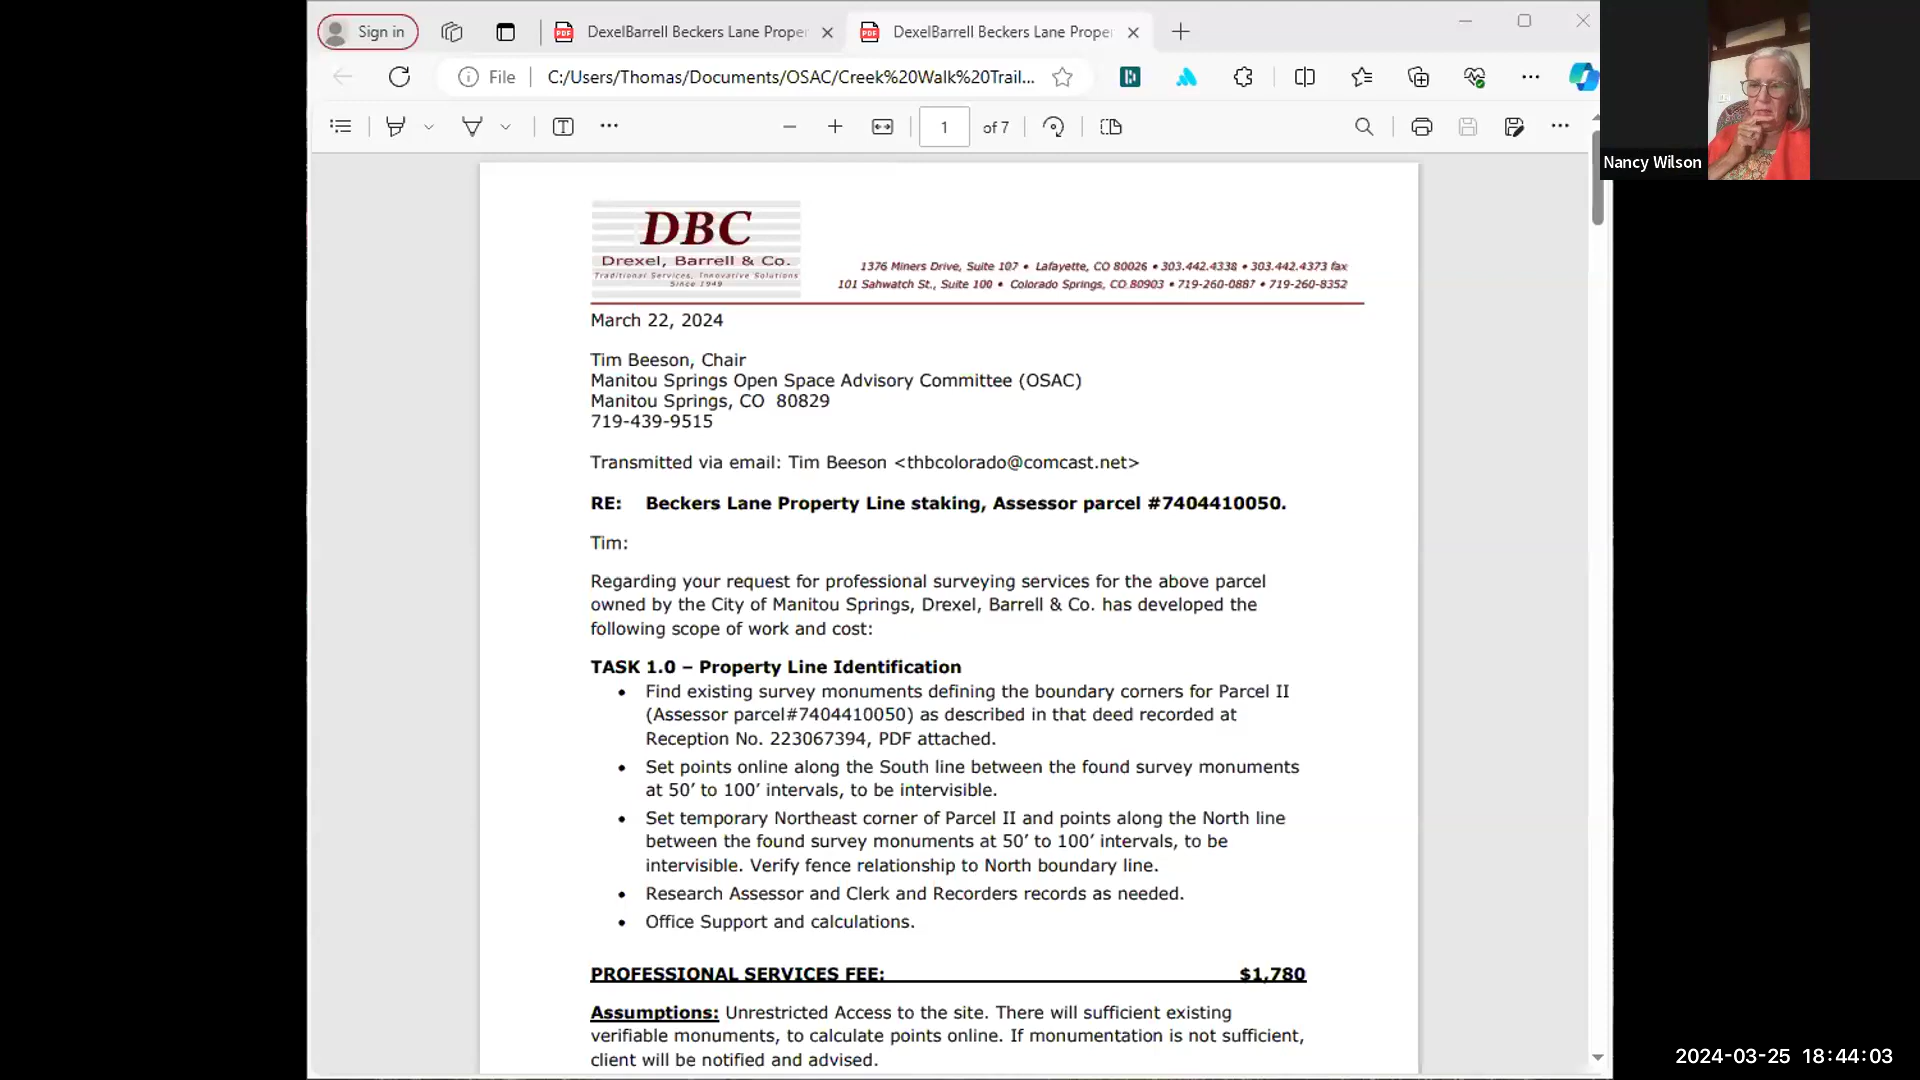 Sign in
DexelBarrell Beckers Lane Proper
DexelBarrell Beckers Lane Proper
File
C:/Users/Thomas/Documents/OSAC/Creek%20Walk%20Trail...
1
of 7
Nancy Wilson
DBC
Drexel, Barrell & Co.
Traditional Services, Innovative Solutions
Since 1949
1376 Miners Drive, Suite 107 • Lafayette, CO 80026 • 303.442.4338 • 303.442.4373 fax
101 Sahwatch St., Suite 100 • Colorado Springs, CO 80903 • 719-260-0887 • 719-260-8352
March 22, 2024
Tim Beeson, Chair
Manitou Springs Open Space Advisory Committee (OSAC)
Manitou Springs, CO  80829
719-439-9515
Transmitted via email: Tim Beeson <thbcolorado@comcast.net>
RE: Beckers Lane Property Line staking, Assessor parcel #7404410050.
Tim:
Regarding your request for professional surveying services for the above parcel
owned by the City of Manitou Springs, Drexel, Barrell & Co. has developed the
following scope of work and cost:
TASK 1.0 – Property Line Identification
• Find existing survey monuments defining the boundary corners for Parcel II
(Assessor parcel#7404410050) as described in that deed recorded at
Reception No. 223067394, PDF attached.
• Set points online along the South line between the found survey monuments
at 50’ to 100’ intervals, to be intervisible.
• Set temporary Northeast corner of Parcel II and points along the North line
between the found survey monuments at 50’ to 100’ intervals, to be
intervisible. Verify fence relationship to North boundary line.
• Research Assessor and Clerk and Recorders records as needed.
• Office Support and calculations.
PROFESSIONAL SERVICES FEE: $1,780
Assumptions: Unrestricted Access to the site. There will sufficient existing
verifiable monuments, to calculate points online. If monumentation is not sufficient,
client will be notified and advised.
2024-03-25 18:44:03